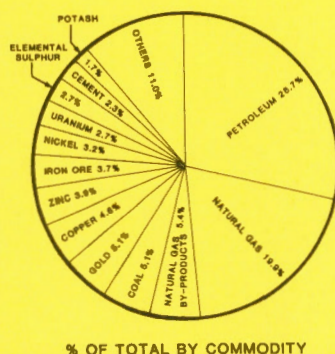 POTASH
ELEMENTAL
SULPHUR
OTHERS 11.0%
1.7%
CEMENT 2.3%
2.7%
URANIUM 2.7%
NICKEL 3.2%
IRON ORE 3.7%
ZINC 3.9%
COPPER 4.6%
GOLD 5.1%
COAL 5.1%
NATURAL GAS
BY-PRODUCTS 5.4%
NATURAL GAS 19.9%
PETROLEUM 28.7%
% OF TOTAL BY COMMODITY